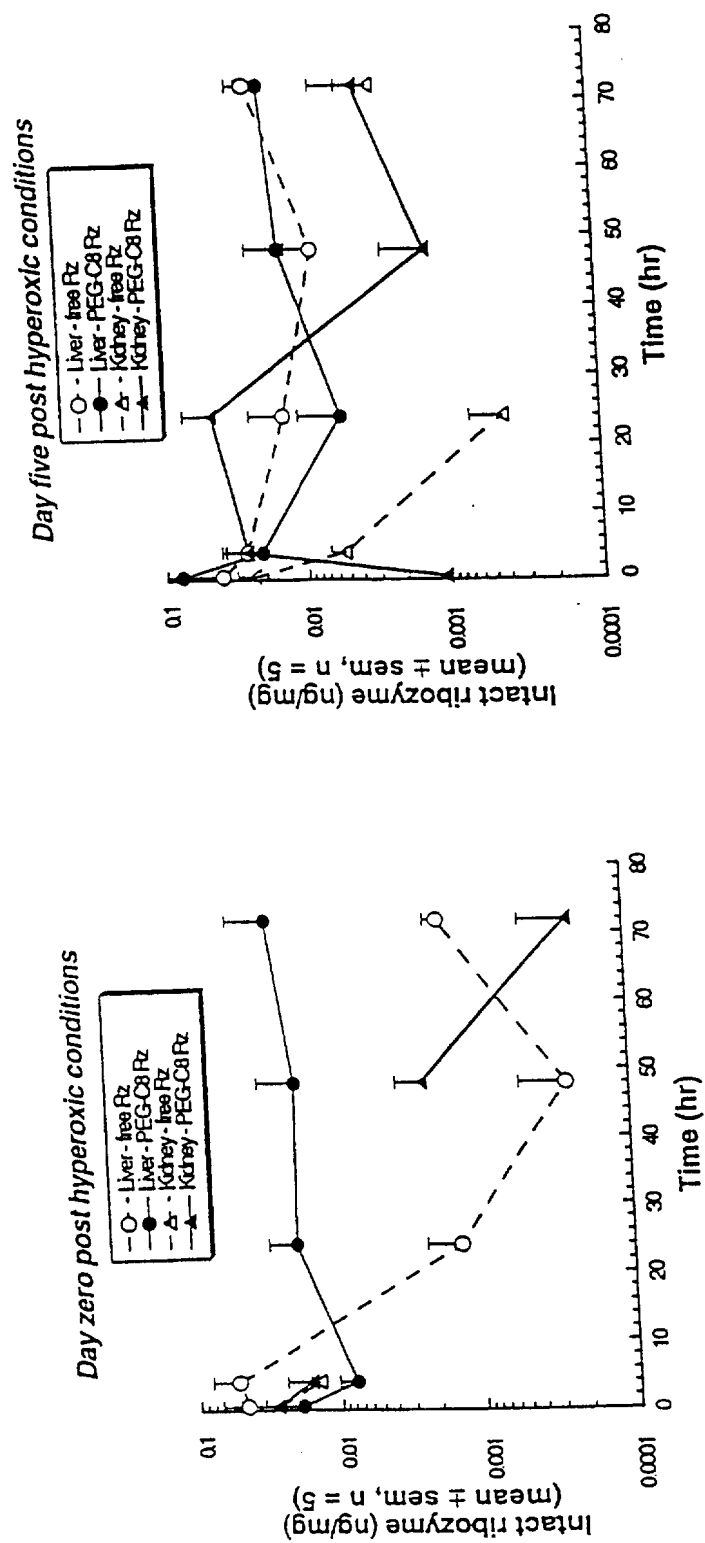 Day zero post hyperoxic conditions
- Liver - free Rz
Liver - PEG-C8 Rz
- Kidney - free Rz
Kidney - PEG-C8 Rz
Intact ribozyme (ng/mg)
(mean ± sem, n = 5)
0.1
0.01
0.001
0.0001
0
10
20
30
40
50
60
70
80
Time (hr)
Day five post hyperoxic conditions
- Liver - free Rz
Liver - PEG-C8 Rz
- Kidney - free Rz
Kidney - PEG-C8 Rz
Intact ribozyme (ng/mg)
(mean ± sem, n = 5)
0.1
0.01
0.001
0.0001
0
10
20
30
40
50
60
70
80
Time (hr)